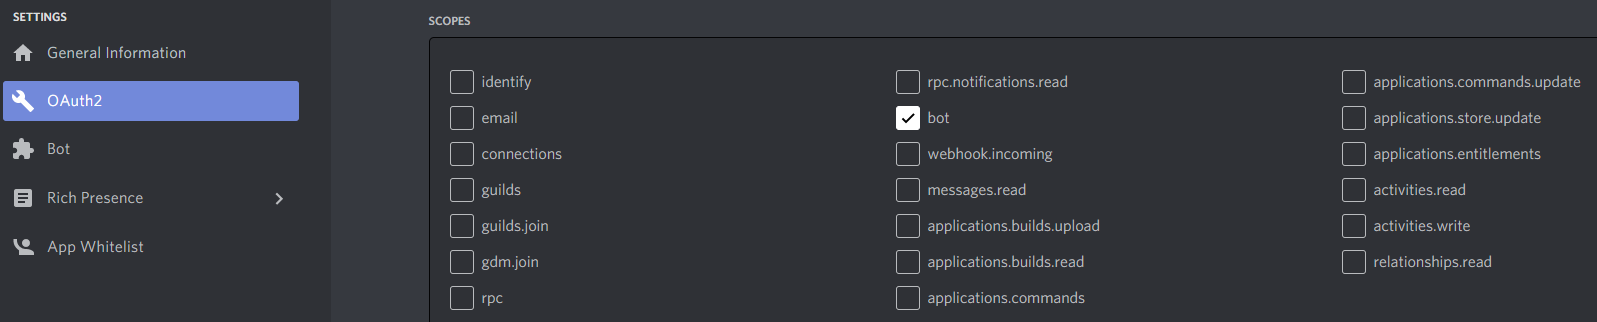 SETTINGS
General Information
OAuth2
Bot
Rich Presence
App Whitelist
SCOPES
identify
email
connections
guilds
guilds.join
gdm.join
rpc
rpc.notifications.read
bot
webhook.incoming
messages.read
applications.builds.upload
applications.builds.read
applications.commands
applications.commands.update
applications.store.update
applications.entitlements
activities.read
activities.write
relationships.read